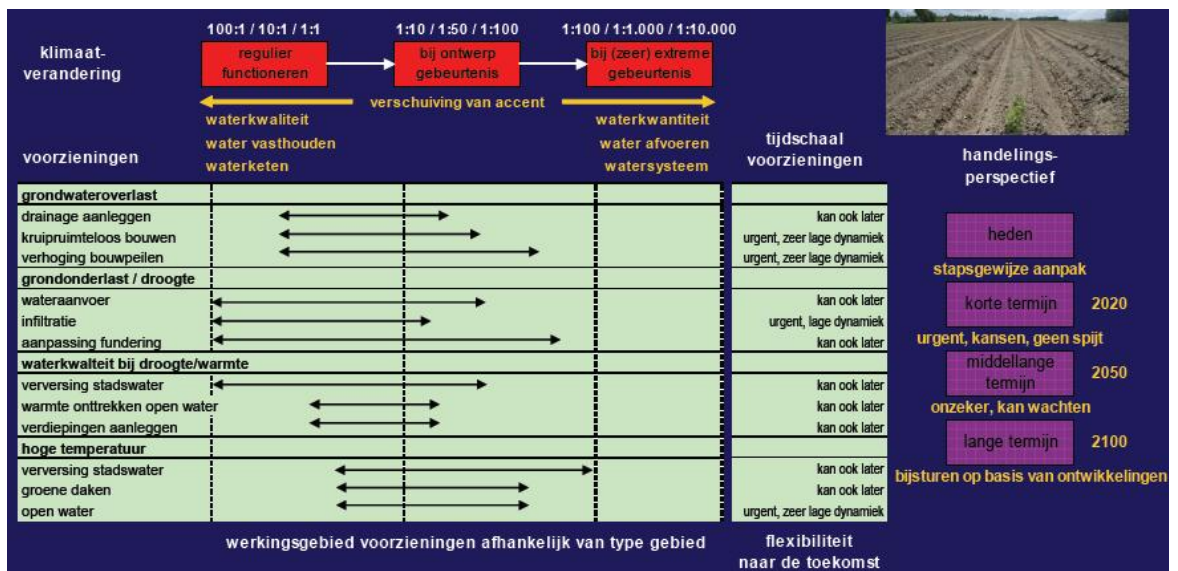 klimaat-
verandering
100:1 / 10:1 / 1:1
1:10 / 1:50 / 1:100
1:100 / 1:1.000 / 1:10.000
regulier
functioneren
bij ontwerp
gebeurtenis
bij (zeer) extreme
gebeurtenis
verschuiving van accent
waterkwaliteit
water vasthouden
waterketen
waterkwantiteit
water afvoeren
watersysteem
voorzieningen
tijdschaal
voorzieningen
handelings-
perspectief
grondwateroverlast
drainage aanleggen kan ook later
kruipruimteloos bouwen urgent, zeer lage dynamiek
verhoging bouwpeilen urgent, zeer lage dynamiek
grondonderlast / droogte
wateraanvoer kan ook later
infiltratie urgent, lage dynamiek
aanpassing fundering kan ook later
waterkwalteit bij droogte/warmte
verversing stadswater kan ook later
warmte onttrekken open water kan ook later
verdiepingen aanleggen kan ook later
hoge temperatuur
verversing stadswater kan ook later
groene daken kan ook later
open water urgent, zeer lage dynamiek
werkingsgebied voorzieningen afhankelijk van type gebied
flexibiliteit
naar de toekomst
heden
stapsgewijze aanpak
korte termijn 2020
urgent, kansen, geen spijt
middellange
termijn 2050
onzeker, kan wachten
lange termijn 2100
bijsturen op basis van ontwikkelingen